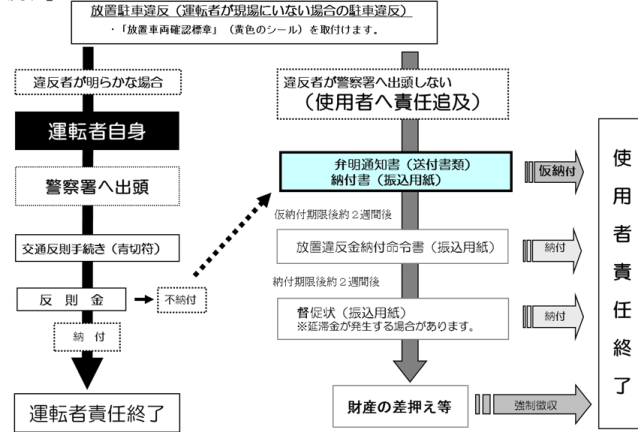 放置駐車違反（運転者が現場にいない場合の駐車違反）
・「放置車両確認標章」（黄色のシール）を取付けます。
違反者が明らかな場合
運転者自身
警察署へ出頭
交通反則手続き（青切符）
反　則　金
不納付
納　付
運転者責任終了
違反者が警察署へ出頭しない
（使用者へ責任追及）
弁明通知書（送付書類）
納付書（振込用紙）
仮納付
仮納付期限後約２週間後
放置違反金納付命令書（振込用紙）
納付
納付期限後約２週間後
督促状（振込用紙）
※延滞金が発生する場合があります。
納付
財産の差押え等
強制徴収
使用者責任終了